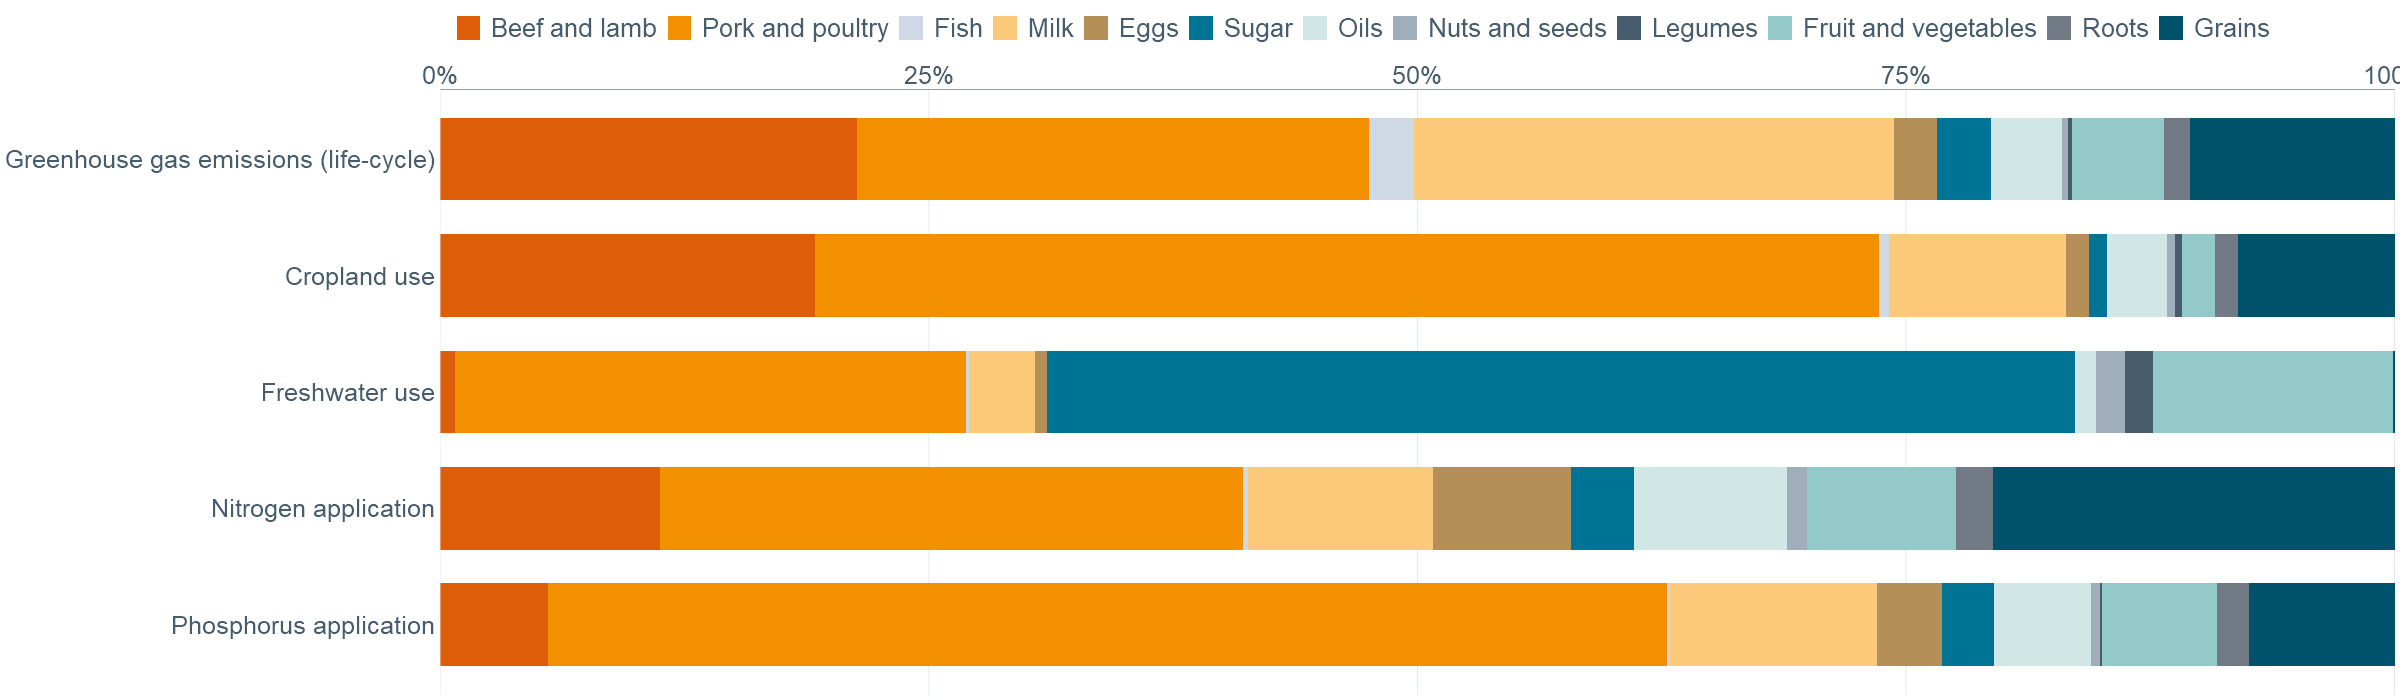 Beef and lamb Pork and poultry Fish Milk Eggs Sugar Oils Nuts and seeds Legumes Fruit and vegetables Roots Grains
0% 25% 50% 75% 100
Greenhouse gas emissions (life-cycle)
Cropland use
Freshwater use
Nitrogen application
Phosphorus application